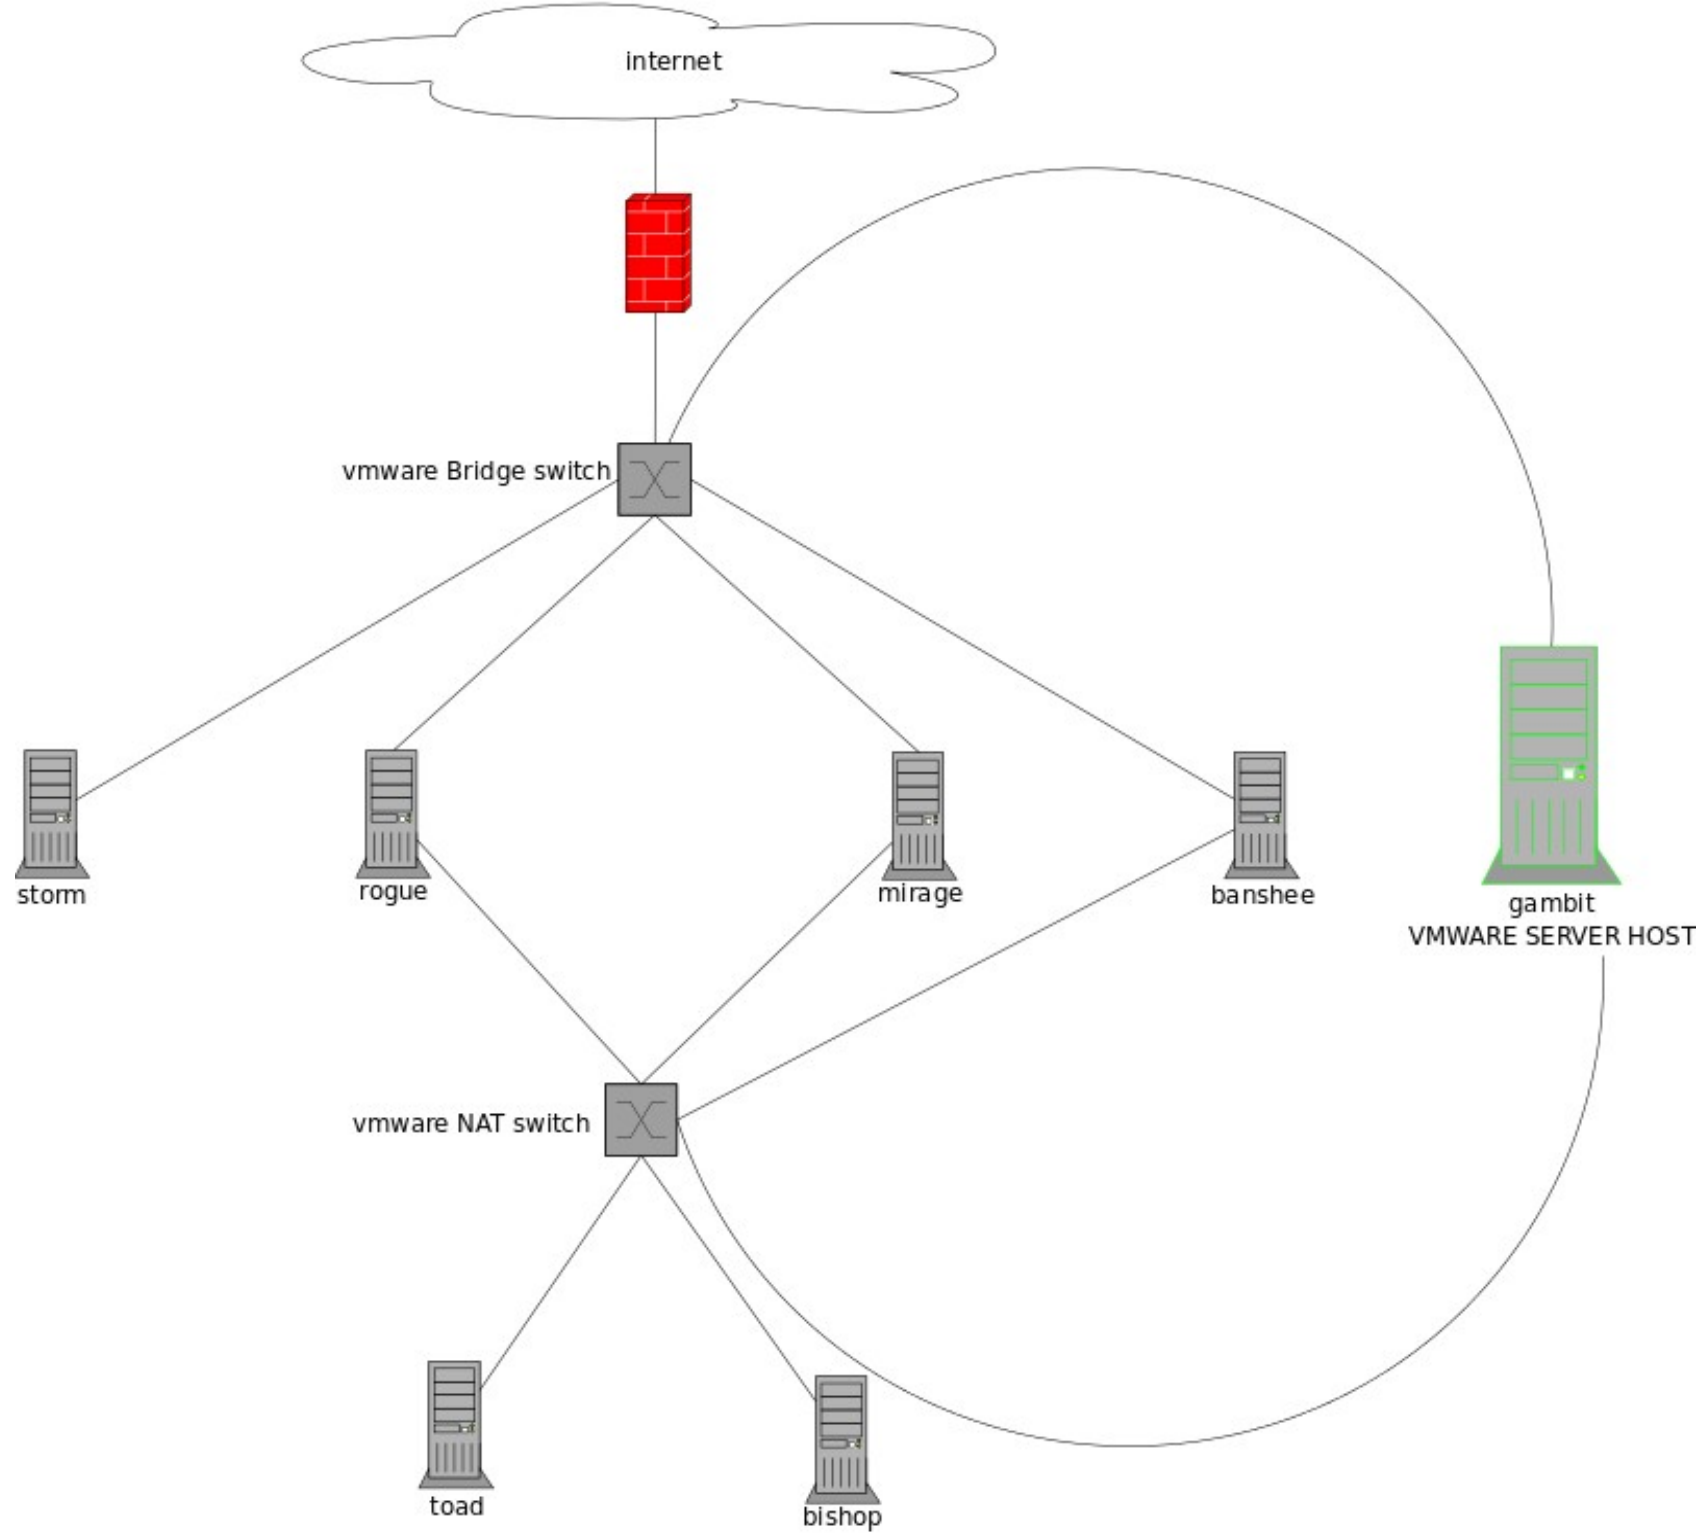 internet
vmware Bridge switch
storm
rogue
mirage
banshee
gambit
VMWARE SERVER HOST
vmware NAT switch
toad
bishop